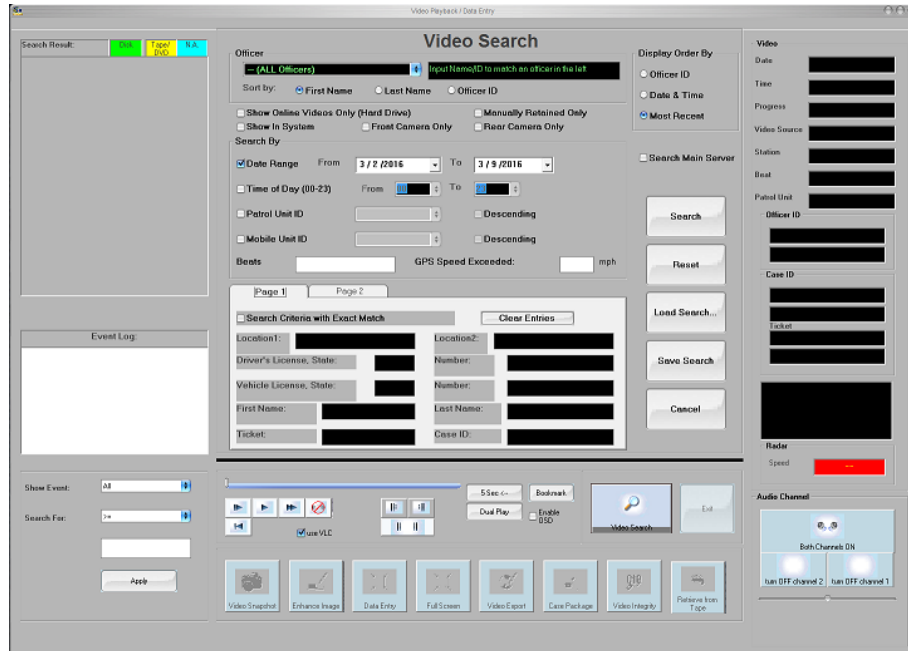 Video Playback / Data Entry
Search Result:
Disk
Tape/
DVD
N.A.
Video Search
Officer
-- (ALL Officers)
Input Name/ID to match an officer in the left
Sort by:
First Name
Last Name
Officer ID
Display Order By
Officer ID
Date & Time
Most Recent
Show Online Videos Only (Hard Drive)
Manually Retained Only
Show In System
Front Camera Only
Rear Camera Only
Search By
Date Range
From
3 / 2 /2016
To
3 / 9 /2016
Search Main Server
Time of Day (00-23)
From
To
Patrol Unit ID
Descending
Mobile Unit ID
Descending
Beats
GPS Speed Exceeded:
mph
Search
Reset
Load Search...
Save Search
Cancel
Page 1
Page 2
Search Criteria with Exact Match
Clear Entries
Location1:
Location2:
Driver's License, State:
Number:
Vehicle License, State:
Number:
First Name:
Last Name:
Ticket:
Case ID:
Event Log:
Show Event:
All
Search For:
>=
Apply
5 Sec <--
Bookmark
Dual Play
Enable
OSD
use VLC
Video Search
Exit
Video Snapshot
Enhance Image
Data Entry
Full Screen
Video Export
Case Package
Video Integrity
Retrieve from
Tape
Video
Date
Time
Progress
Video Source
Station
Beat
Patrol Unit
Officer ID
Case ID
Ticket
Radar
Speed
--
Audio Channel
Both Channels ON
turn OFF channel 2
turn OFF channel 1